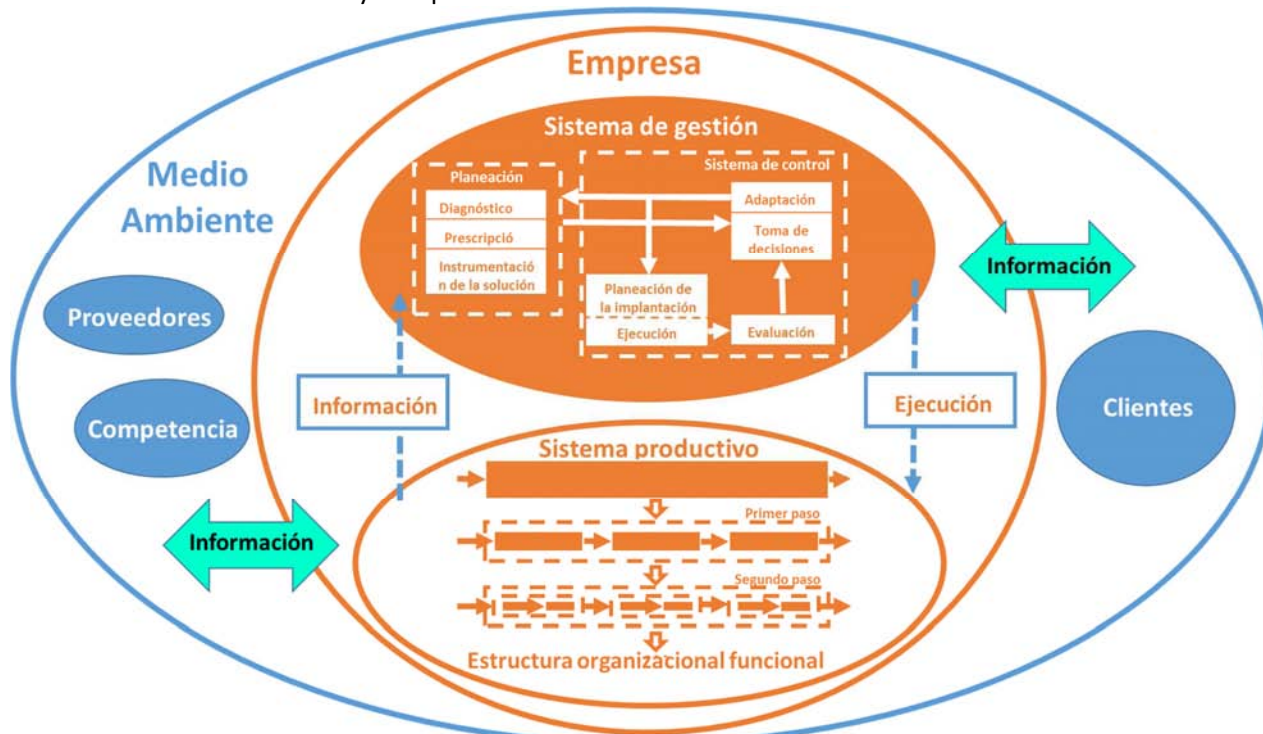 Empresa
Sistema de gestión
Sistema de control
Planeación
Diagnóstico
Prescripció
Instrumentació
n de la solución
Adaptación
Toma de
decisiones
Planeación de
la implantación
Ejecución
Evaluación
Medio
Ambiente
Proveedores
Competencia
Información
Información
Información
Ejecución
Clientes
Sistema productivo
Primer paso
Segundo paso
Estructura organizacional funcional